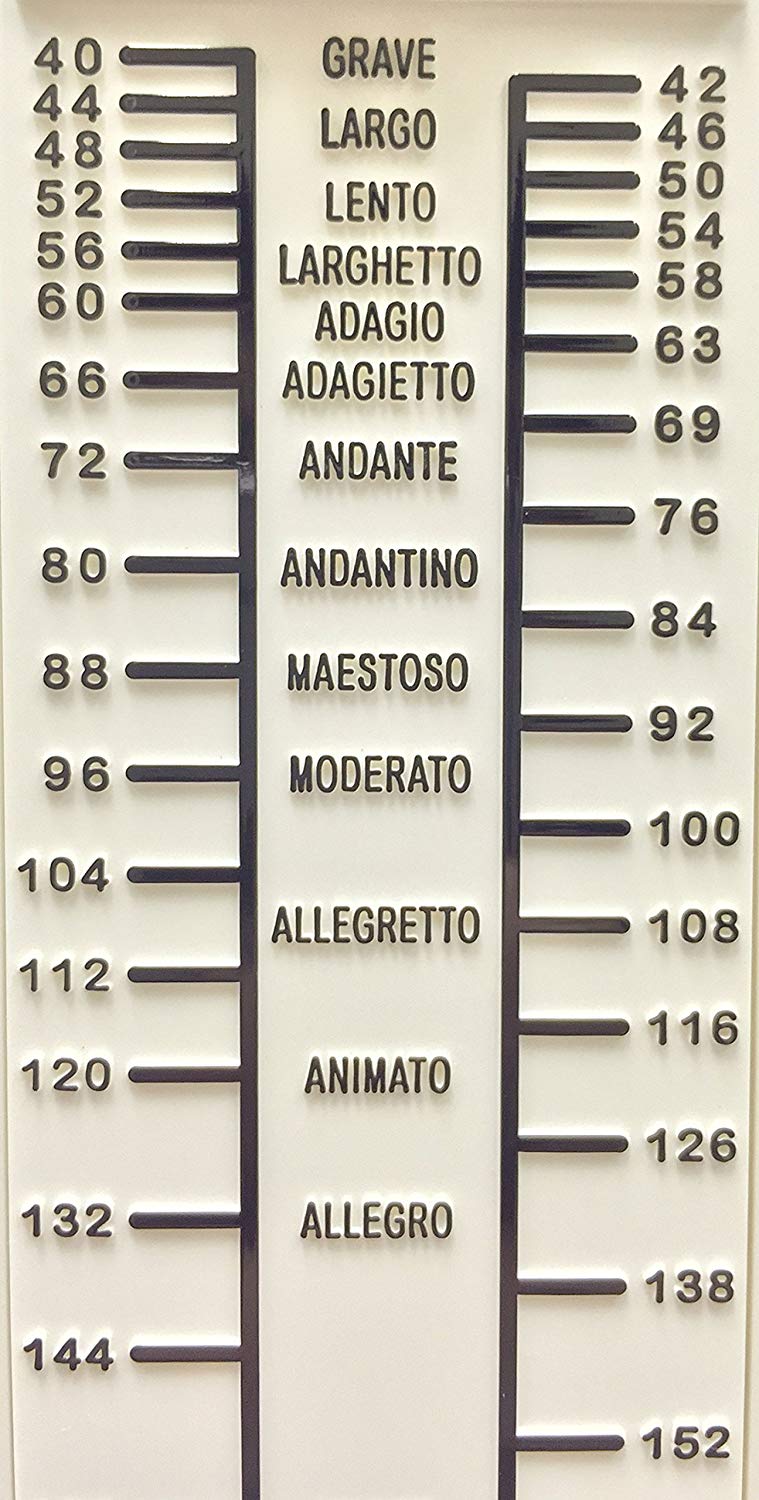 40 GRAVE
42
44
LARGO 46
48
50
52 LENTO
54
56 LARGHETTO 58
60
ADAGIO 63
66 ADAGIETTO
69
72 ANDANTE
76
80 ANDANTINO
84
88 MAESTOSO
92
96 MODERATO
100
104
ALLEGRETTO 108
112
116
120 ANIMATO
126
132 ALLEGRO
138
144
152